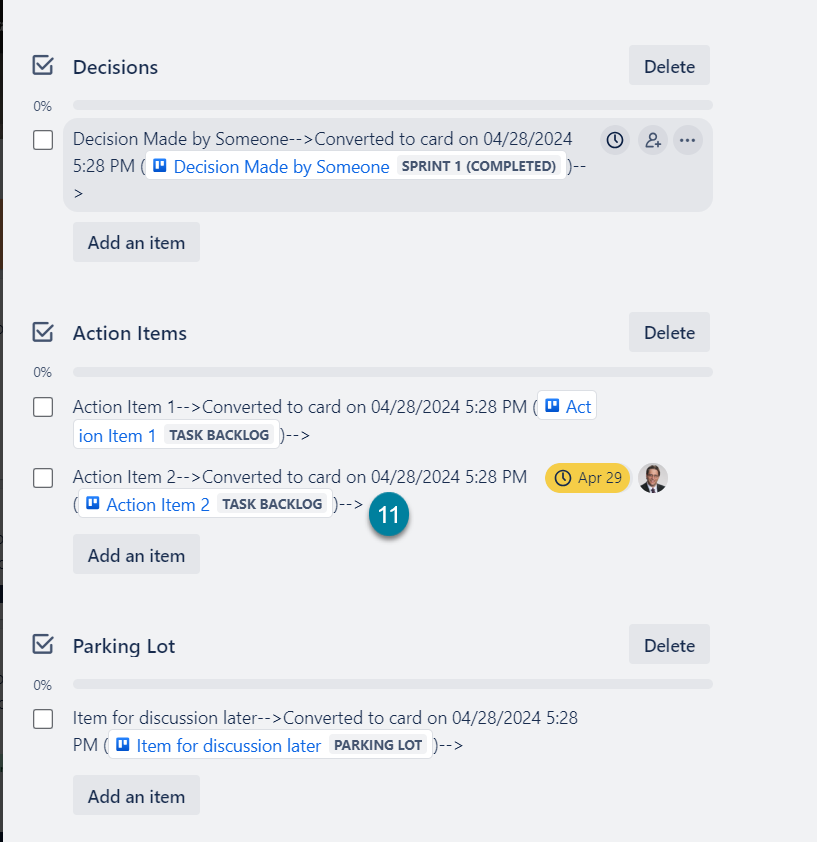 Decisions
Delete
0%
Decision Made by Someone-->Converted to card on 04/28/2024
5:28 PM ( Decision Made by Someone SPRINT 1 (COMPLETED) )--
>
Add an item
Action Items
Delete
0%
Action Item 1-->Converted to card on 04/28/2024 5:28 PM ( Act
ion Item 1 TASK BACKLOG )-->
Action Item 2-->Converted to card on 04/28/2024 5:28 PM
Apr 29
( Action Item 2 TASK BACKLOG )-->
11
Add an item
Parking Lot
Delete
0%
Item for discussion later-->Converted to card on 04/28/2024 5:28
PM ( Item for discussion later PARKING LOT )-->
Add an item